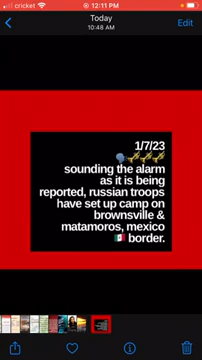 cricket 12:11 PM
Today
10:48 AM
Edit
1/7/23
🗣️🎺🎺🎺
sounding the alarm
as it is being
reported, russian troops
have set up camp on
brownsville &
matamoros, mexico
🇲🇽 border.